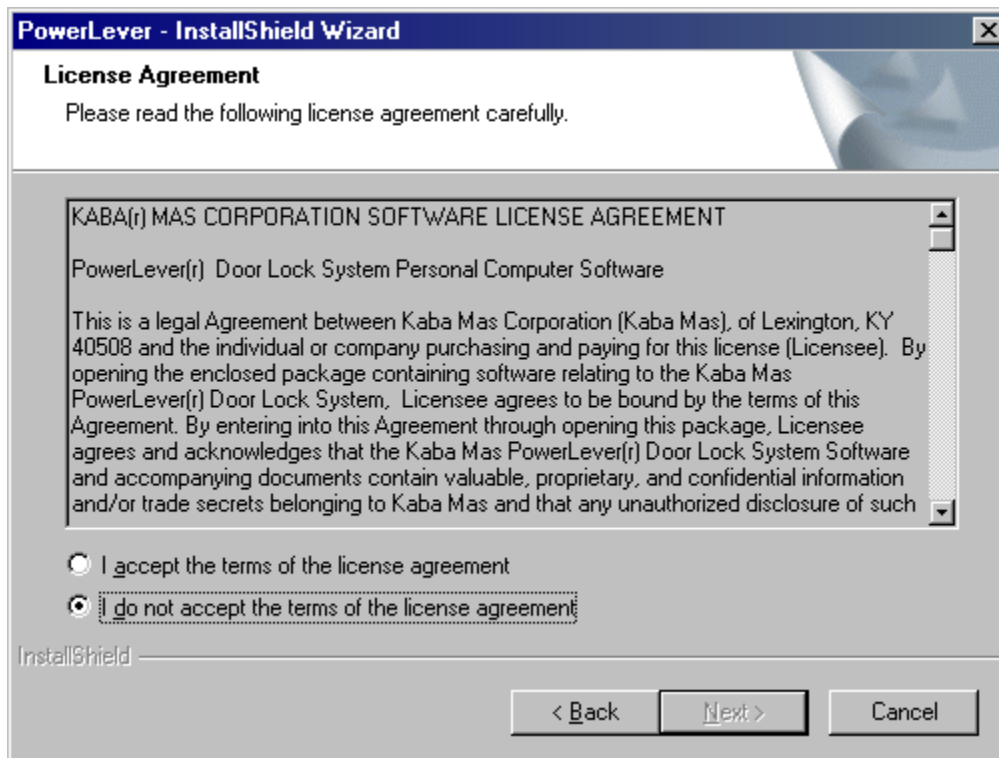 PowerLever - InstallShield Wizard
License Agreement
Please read the following license agreement carefully.
KABA(r) MAS CORPORATION SOFTWARE LICENSE AGREEMENT
PowerLever(r)  Door Lock System Personal Computer Software
This is a legal Agreement between Kaba Mas Corporation (Kaba Mas), of Lexington, KY
40508 and the individual or company purchasing and paying for this license (Licensee).  By
opening the enclosed package containing software relating to the Kaba Mas
PowerLever(r) Door Lock System,  Licensee agrees to be bound by the terms of this
Agreement. By entering into this Agreement through opening this package, Licensee
agrees and acknowledges that the Kaba Mas PowerLever(r) Door Lock System Software
and accompanying documents contain valuable, proprietary, and confidential information
and/or trade secrets belonging to Kaba Mas and that any unauthorized disclosure of such
I accept the terms of the license agreement
I do not accept the terms of the license agreement
InstallShield
< Back
Next >
Cancel